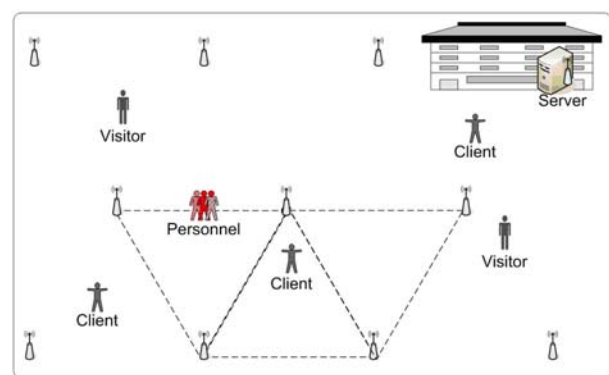 Server
Visitor
Client
Personnel
Visitor
Client
Client